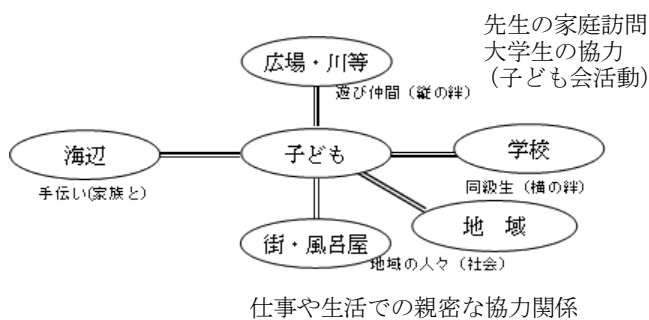 先生の家庭訪問
大学生の協力
(子ども会活動)
広場・川等
遊び仲間(縦の絆)
海辺
子ども
学校
手伝い(家族と)
同級生(横の絆)
地 域
街・風呂屋
地域の人々(社会)
仕事や生活での親密な協力関係